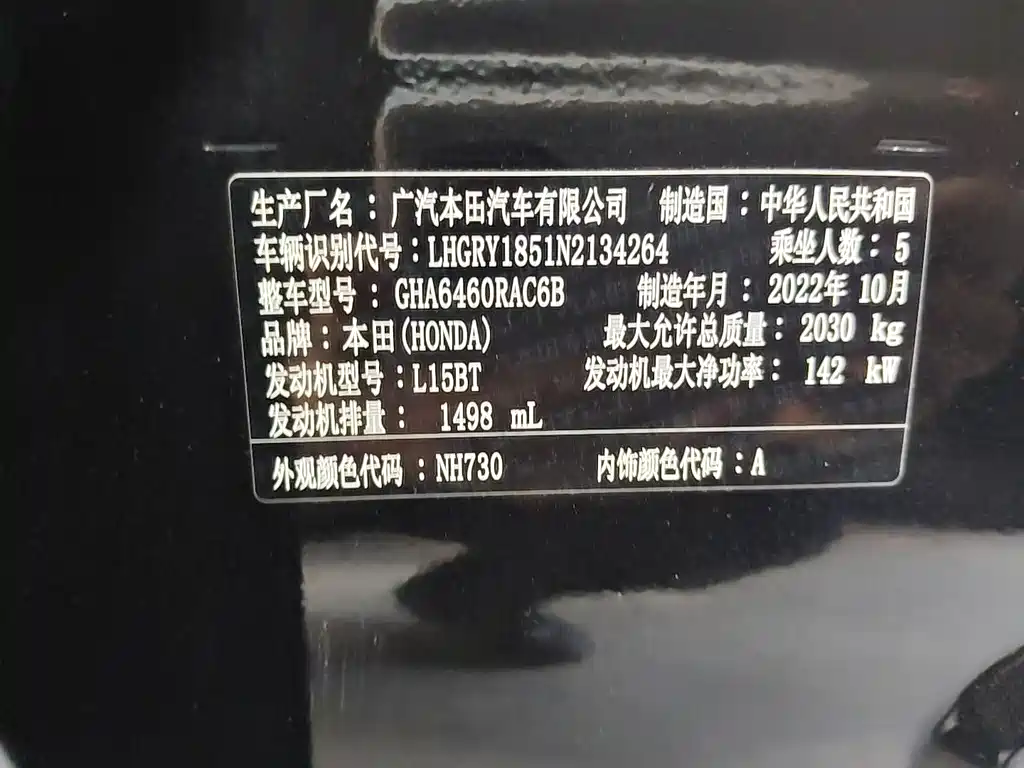 生产厂名：广汽本田汽车有限公司 制造国：中华人民共和国
车辆识别代号：LHGRY1851N2134264 乘坐人数：5
整车型号：GHA6460RAC6B 制造年月：2022年10月
品牌：本田(HONDA) 最大允许总质量：2030 kg
发动机型号：L15BT 发动机最大净功率：142 kW
发动机排量：1498 mL
外观颜色代码：NH730 内饰颜色代码：A